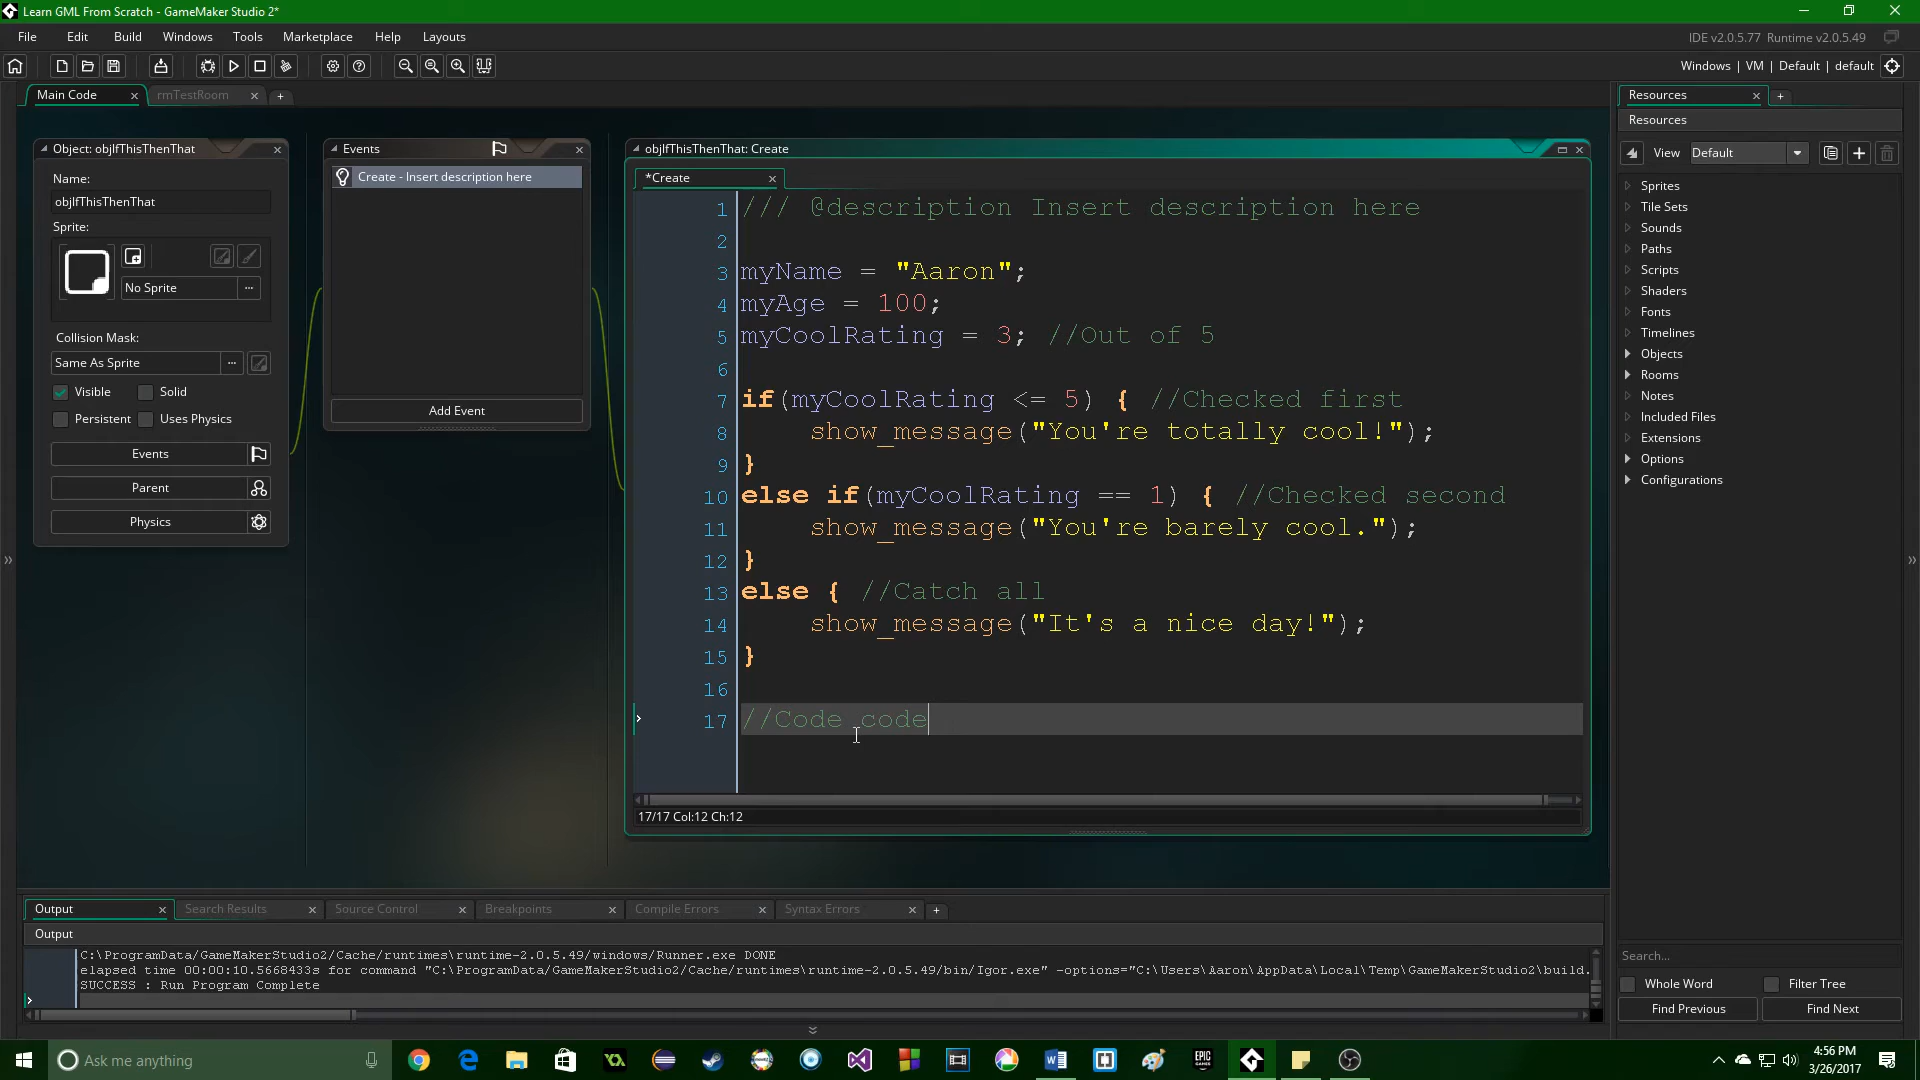 Learn GML From Scratch - GameMaker Studio 2*
File Edit Build Windows Tools Marketplace Help Layouts
IDE v2.0.5.77 Runtime v2.0.5.49
Windows | VM | Default | default
Main Code
rmTestRoom
Object: objIfThisThenThat
Name:
objIfThisThenThat
Sprite:
No Sprite
Collision Mask:
Same As Sprite
Visible Solid
Persistent Uses Physics
Events
Parent
Physics
Events
Create - Insert description here
Add Event
objIfThisThenThat: Create
*Create
1 /// @description Insert description here
2
3 myName = "Aaron";
4 myAge = 100;
5 myCoolRating = 3; //Out of 5
6
7 if(myCoolRating <= 5) { //Checked first
8 show_message("You're totally cool!");
9 }
10 else if(myCoolRating == 1) { //Checked second
11 show_message("You're barely cool.");
12 }
13 else { //Catch all
14 show_message("It's a nice day!");
15 }
16
17 //Code code
17/17 Col:12 Ch:12
Resources
Resources
View Default
Sprites
Tile Sets
Sounds
Paths
Scripts
Shaders
Fonts
Timelines
Objects
Rooms
Notes
Included Files
Extensions
Options
Configurations
Search...
Whole Word Filter Tree
Find Previous Find Next
Output Search Results Source Control Breakpoints Compile Errors Syntax Errors
Output
C:\ProgramData/GameMakerStudio2/Cache/runtimes\runtime-2.0.5.49/windows/Runner.exe DONE
elapsed time 00:00:10.5668433s for command "C:\ProgramData/GameMakerStudio2/Cache/runtimes\runtime-2.0.5.49/bin/Igor.exe" -options="C:\Users\Aaron\AppData\Local\Temp\GameMakerStudio2\build.
SUCCESS : Run Program Complete
Ask me anything
EPIC GAMES
4:56 PM
3/26/2017